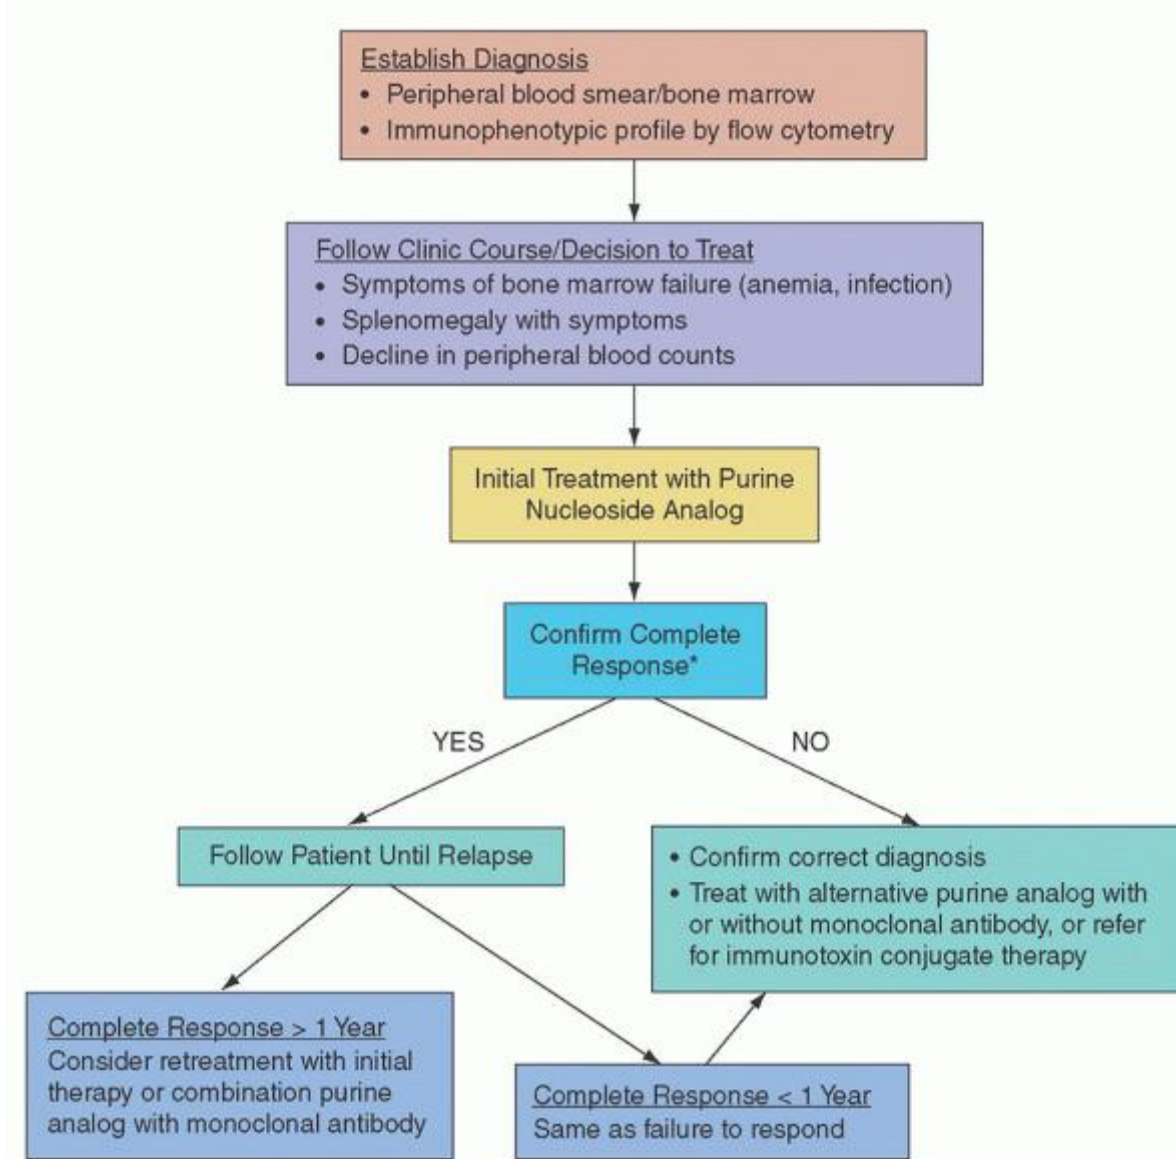 Establish Diagnosis
• Peripheral blood smear/bone marrow
• Immunophenotypic profile by flow cytometry
Follow Clinic Course/Decision to Treat
• Symptoms of bone marrow failure (anemia, infection)
• Splenomegaly with symptoms
• Decline in peripheral blood counts
Initial Treatment with Purine
Nucleoside Analog
Confirm Complete
Response*
YES
NO
Follow Patient Until Relapse
• Confirm correct diagnosis
• Treat with alternative purine analog with
or without monoclonal antibody, or refer
for immunotoxin conjugate therapy
Complete Response > 1 Year
Consider retreatment with initial
therapy or combination purine
analog with monoclonal antibody
Complete Response < 1 Year
Same as failure to respond